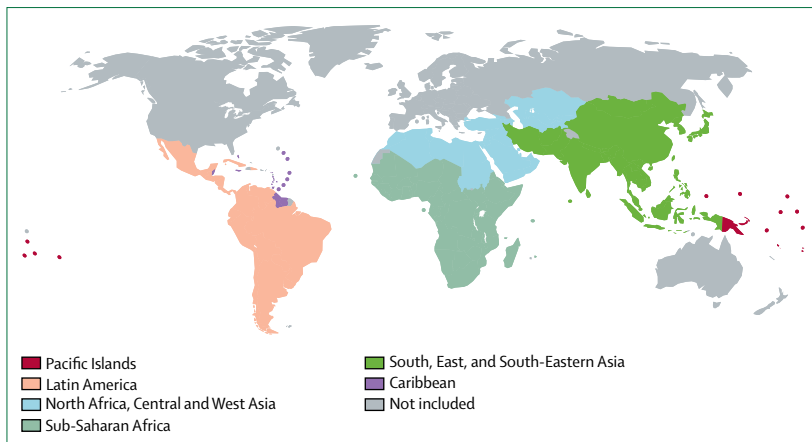 Pacific Islands
Latin America
North Africa, Central and West Asia
Sub-Saharan Africa
South, East, and South-Eastern Asia
Caribbean
Not included